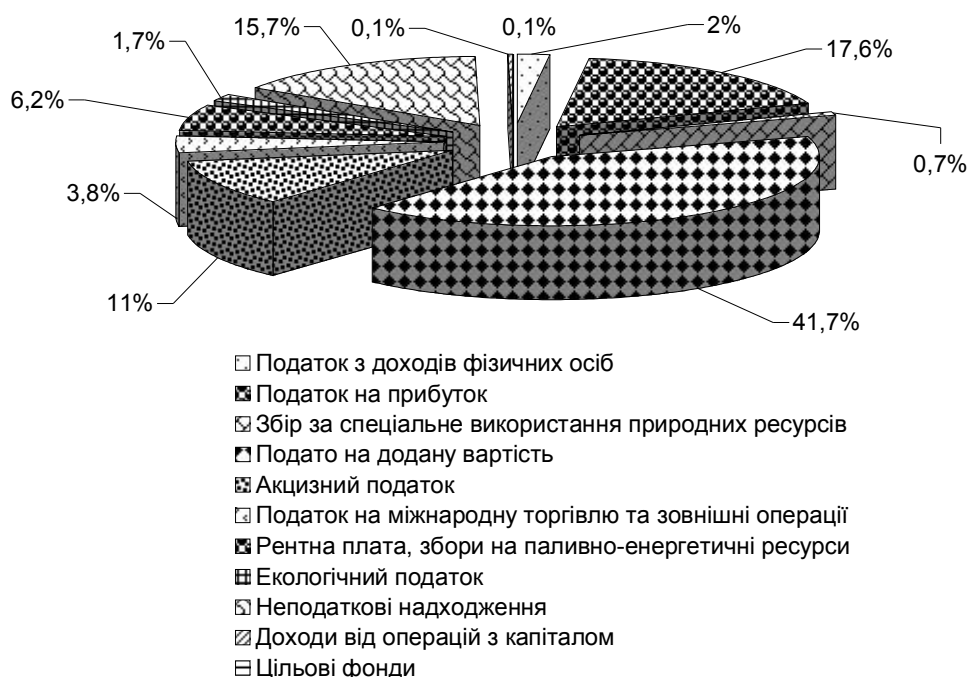 15,7%
0,1%
0,1%
2%
1,7%
17,6%
6,2%
0,7%
3,8%
11%
41,7%
Податок з доходів фізичних осіб
Податок на прибуток
Збір за спеціальне використання природних ресурсів
Подато на додану вартість
Акцизний податок
Податок на міжнародну торгівлю та зовнішні операції
Рентна плата, збори на паливно-енергетичні ресурси
Екологічний податок
Неподаткові надходження
Доходи від операцій з капіталом
Цільові фонди